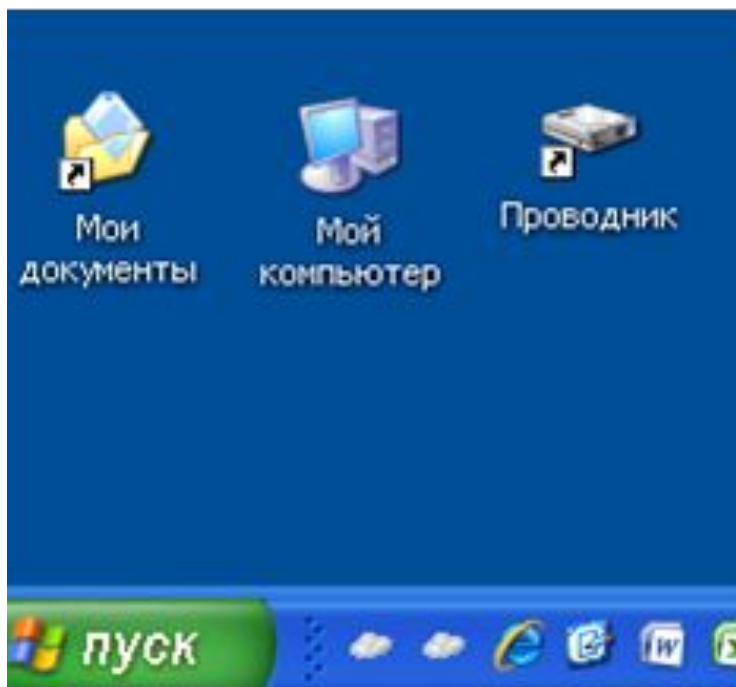 Мои
документы
Мой
компьютер
Проводник
пуск